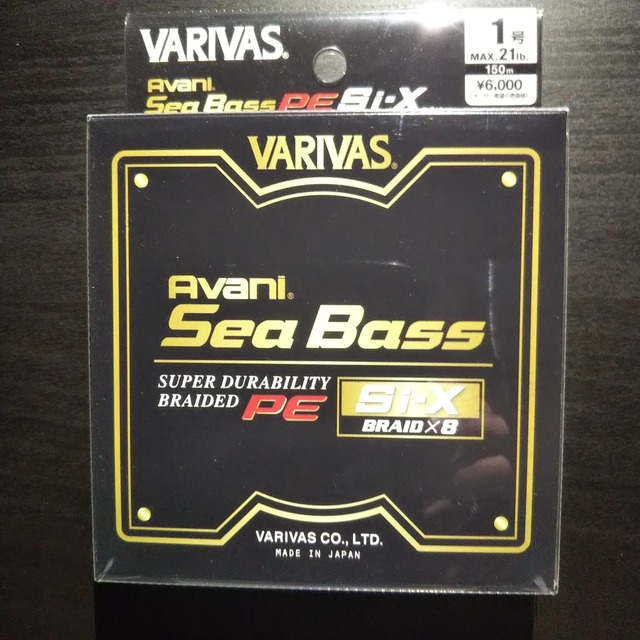 VARIVAS®
Avani®
Sea Bass PE Si-X
1号
MAX.21lb.
150m
¥6,000
VARIVAS®
Avani®
Sea Bass
SUPER DURABILITY
BRAIDED PE
Si-X
BRAID×8
VARIVAS CO., LTD.
MADE IN JAPAN